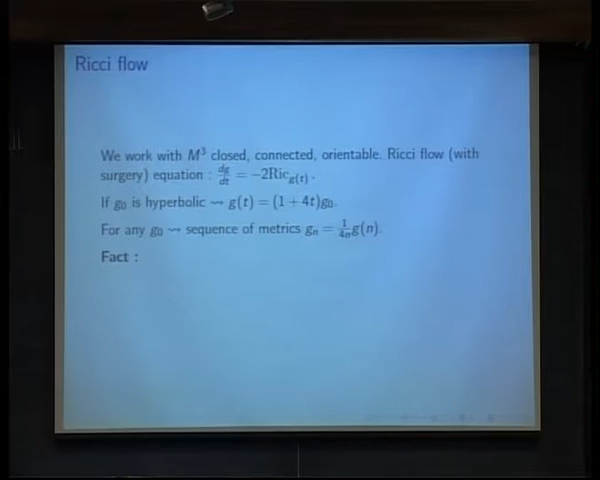 Ricci flow
We work with M³ closed, connected, orientable. Ricci flow (with
surgery) equation : dg/dt = −2Ric_{g(t)}.
If g₀ is hyperbolic ⇝ g(t) = (1 + 4t)g₀.
For any g₀ ⇝ sequence of metrics gₙ = 1/4n g(n).
Fact :